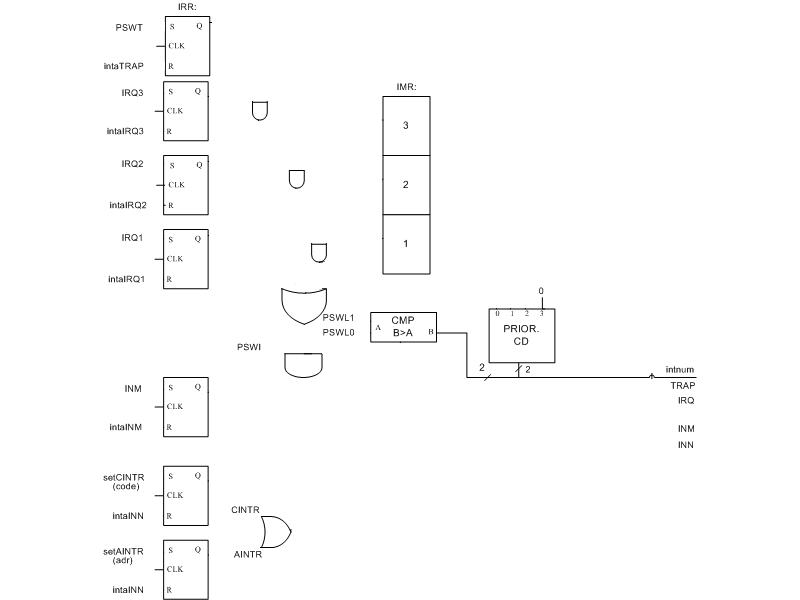 IRR:
PSWT
S Q
CLK
intaTRAP
R
IRQ3
S Q
CLK
intaIRQ3
R
IMR:
3
2
1
IRQ2
S Q
CLK
intaIRQ2
R
IRQ1
S Q
CLK
intaIRQ1
R
PSWL1
PSWL0
A
CMP
B>A
B
0
0 1 2 3
PRIOR.
CD
PSWI
2
2
intnum
TRAP
IRQ
INM
INN
INM
S Q
CLK
intaINM
R
setCINTR
(code)
S Q
CLK
intaINN
R
CINTR
AINTR
setAINTR
(adr)
S Q
CLK
intaINN
R